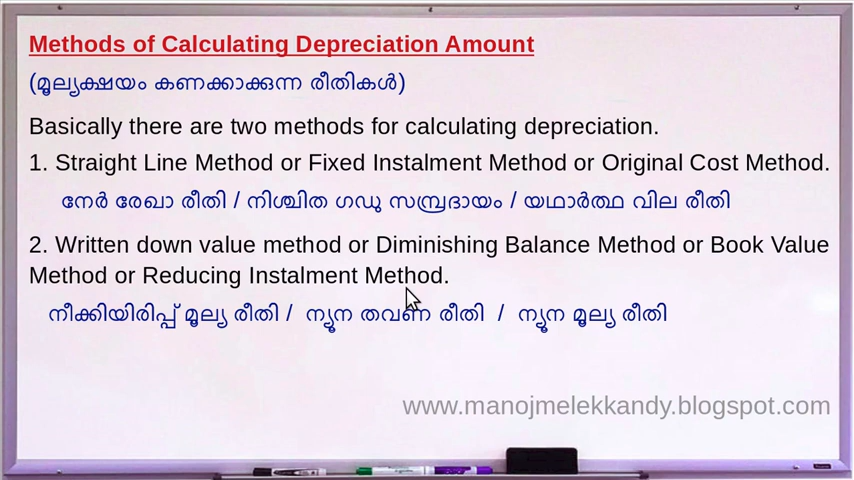 Methods of Calculating Depreciation Amount
(മൂല്യക്ഷയം കണക്കാക്കുന്ന രീതികൾ)
Basically there are two methods for calculating depreciation.
1. Straight Line Method or Fixed Instalment Method or Original Cost Method.
നേർ രേഖാ രീതി / നിശ്ചിത ഗഡു സമ്പ്രദായം / യഥാർത്ഥ വില രീതി
2. Written down value method or Diminishing Balance Method or Book Value
Method or Reducing Instalment Method.
നീക്കിയിരിപ്പ് മൂല്യ രീതി / ന്യൂന തവണ രീതി / ന്യൂന മൂല്യ രീതി
www.manojmelekkandy.blogspot.com